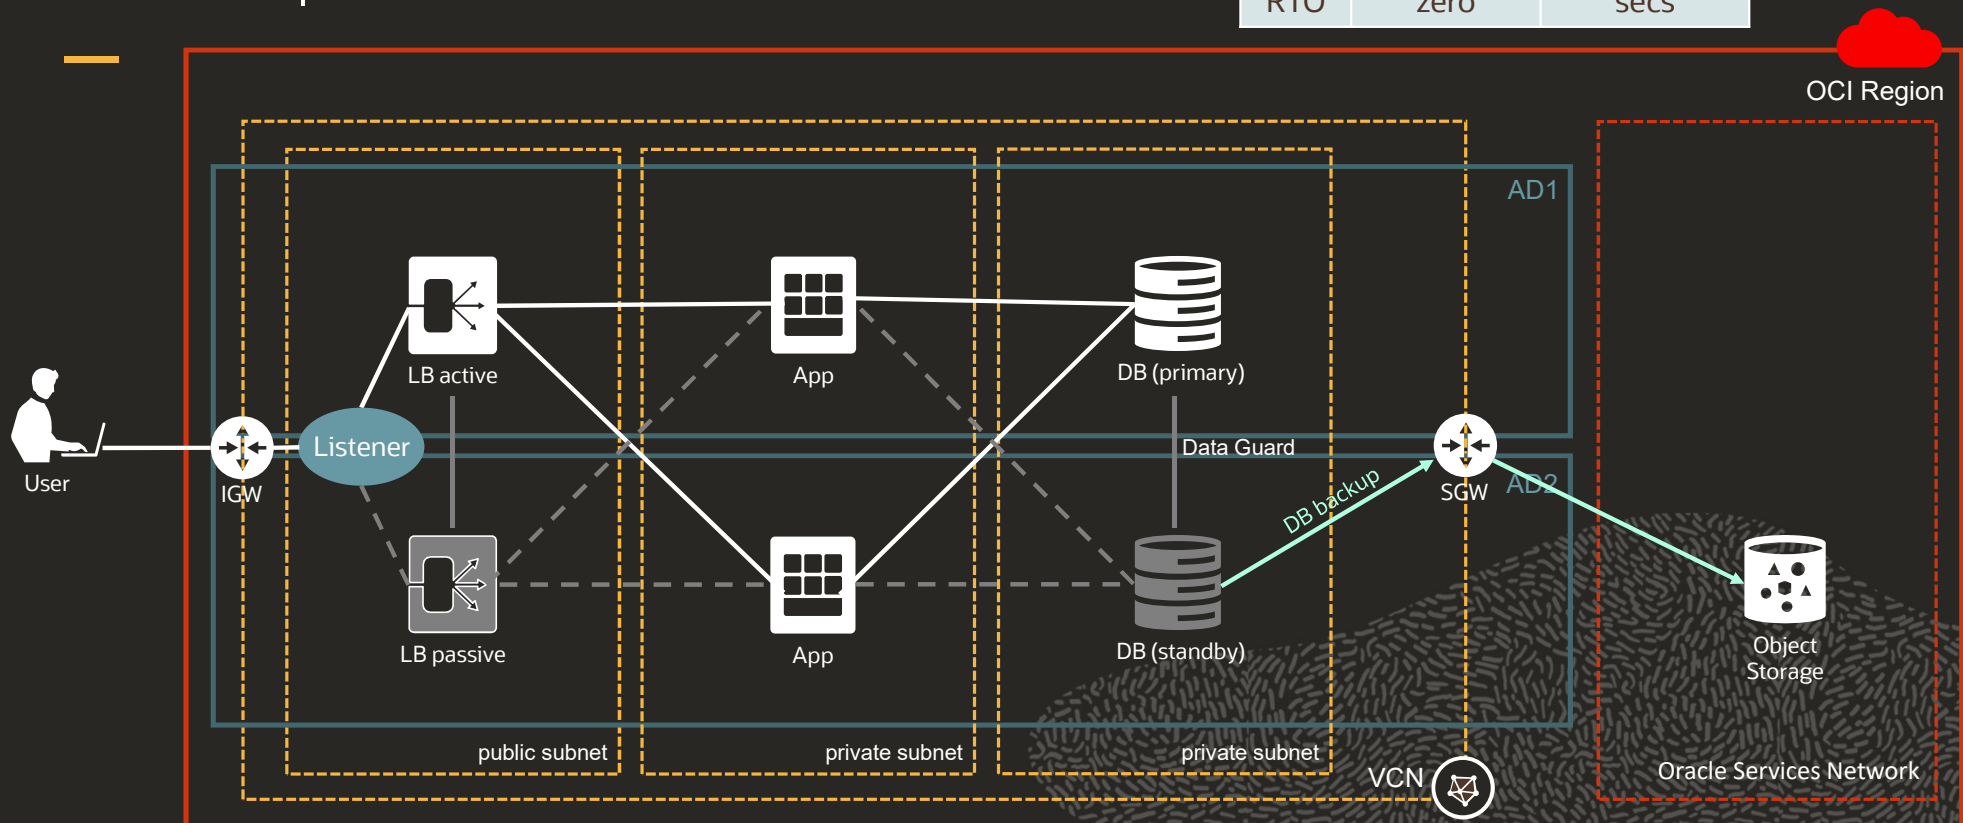 RTO zero secs
OCI Region
AD1
LB active
App
DB (primary)
Listener
Data Guard
User
IGW
SGW
AD2
DB backup
LB passive
App
DB (standby)
Object
Storage
public subnet
private subnet
private subnet
VCN
Oracle Services Network